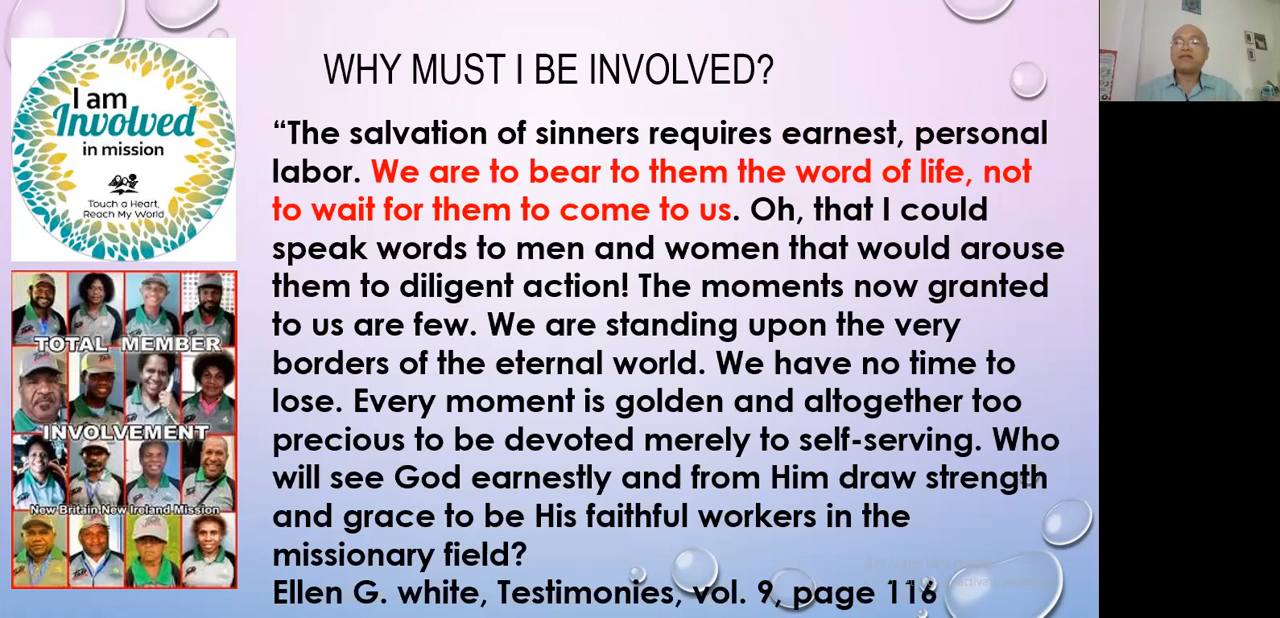 WHY MUST I BE INVOLVED?
I am
Involved
in mission
Touch a Heart,
Reach My World
TOTAL MEMBER
INVOLVEMENT
New Britain New Ireland Mission
“The salvation of sinners requires earnest, personal
labor. We are to bear to them the word of life, not
to wait for them to come to us. Oh, that I could
speak words to men and women that would arouse
them to diligent action! The moments now granted
to us are few. We are standing upon the very
borders of the eternal world. We have no time to
lose. Every moment is golden and altogether too
precious to be devoted merely to self-serving. Who
will see God earnestly and from Him draw strength
and grace to be His faithful workers in the
missionary field?
Ellen G. white, Testimonies, vol. 9, page 116